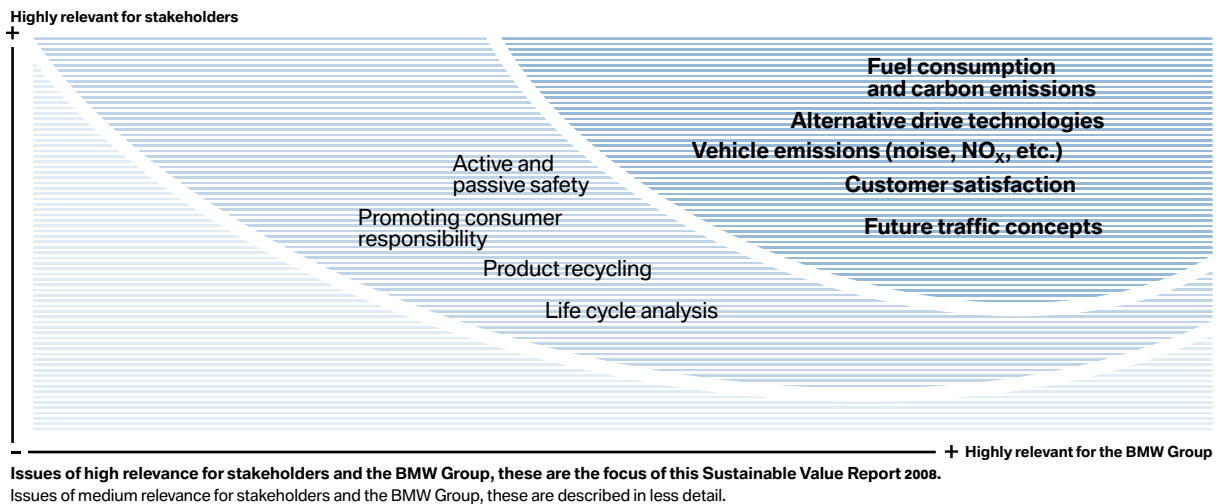 Highly relevant for stakeholders
+
Fuel consumption
and carbon emissions
Alternative drive technologies
Vehicle emissions (noise, NOX, etc.)
Active and
passive safety
Customer satisfaction
Promoting consumer
responsibility
Future traffic concepts
Product recycling
Life cycle analysis
- + Highly relevant for the BMW Group
Issues of high relevance for stakeholders and the BMW Group, these are the focus of this Sustainable Value Report 2008.
Issues of medium relevance for stakeholders and the BMW Group, these are described in less detail.